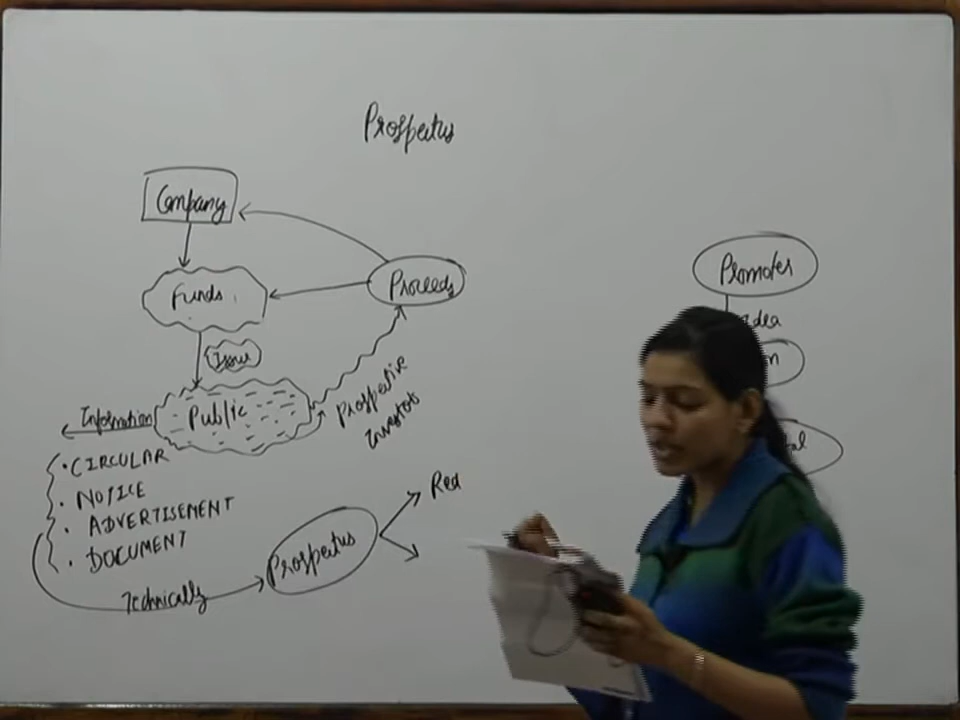 Prospectus
Company
Funds
Issue
Public
Proceeds
Prospective
Investors
Information
• CIRCULAR
• NOTICE
• ADVERTISEMENT
• DOCUMENT
Technically
Prospectus
Red
Promoter
Idea